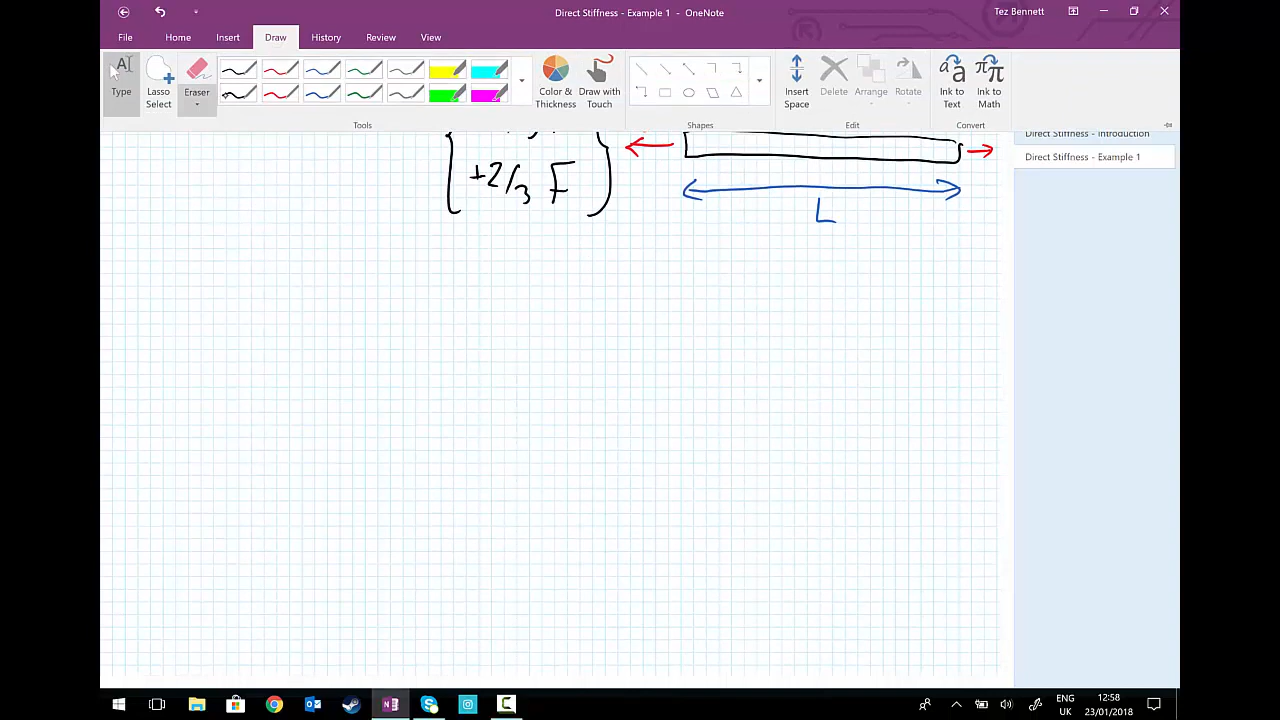 Direct Stiffness - Example 1 - OneNote
Tez Bennett
File Home Insert Draw History Review View
Type
Lasso Select
Eraser
Color & Thickness
Draw with Touch
Insert Space
Delete
Arrange
Rotate
Ink to Text
Ink to Math
Tools
Shapes
Edit
Convert
Direct Stiffness - Introduction
Direct Stiffness - Example 1
+2/3 F
L
ENG
UK
12:58
23/01/2018